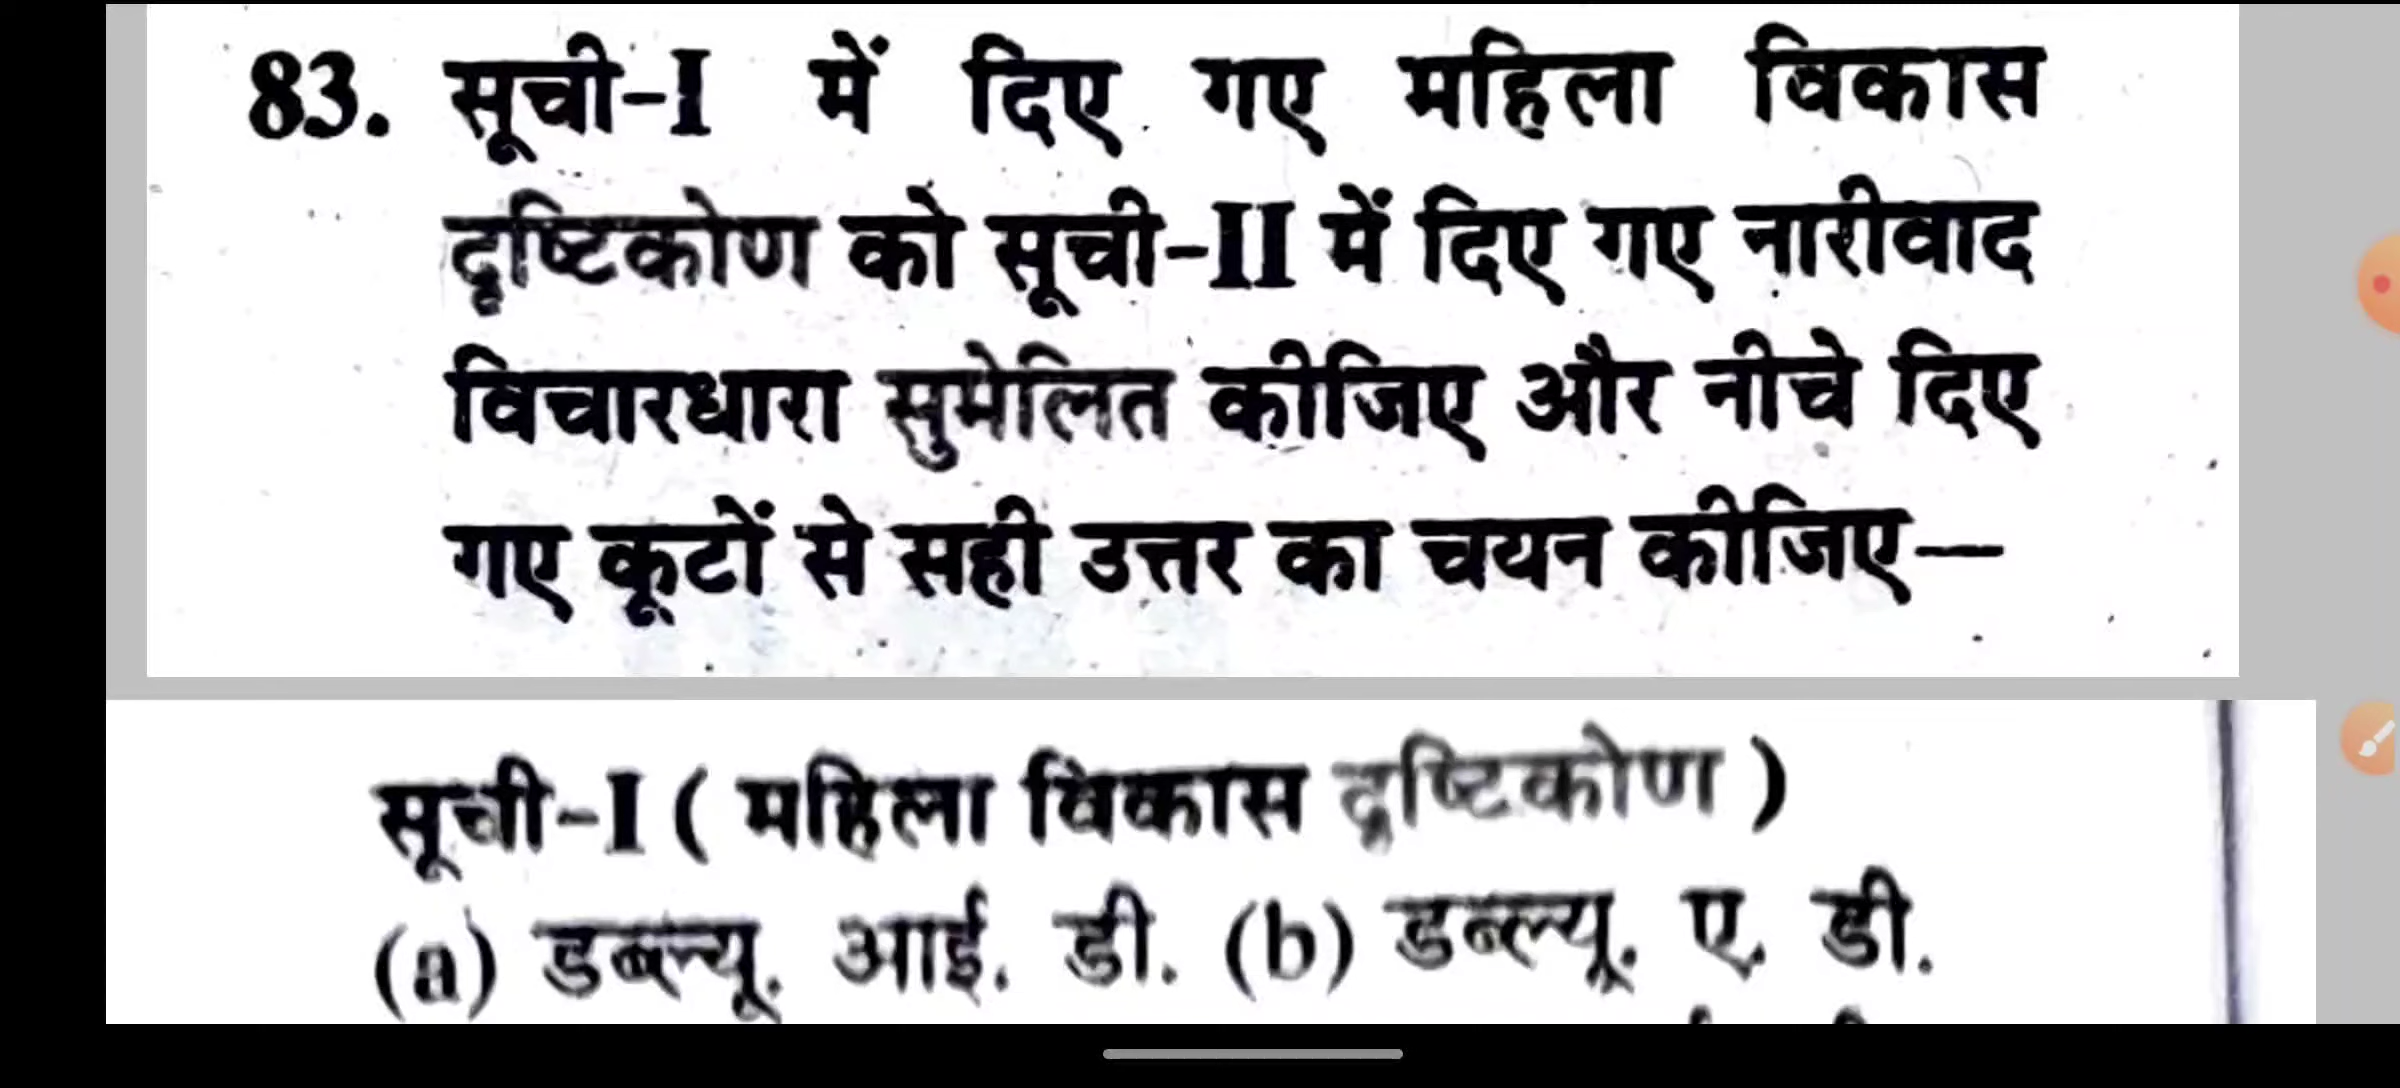 83. सूची-I में दिए गए महिला विकास
दृष्टिकोण को सूची-II में दिए गए नारीवाद
विचारधारा सुमेलित कीजिए और नीचे दिए
गए कूटों से सही उत्तर का चयन कीजिए—
सूची-I ( महिला विकास दृष्टिकोण )
(a) डब्ल्यू. आई. डी. (b) डब्ल्यू. ए. डी.